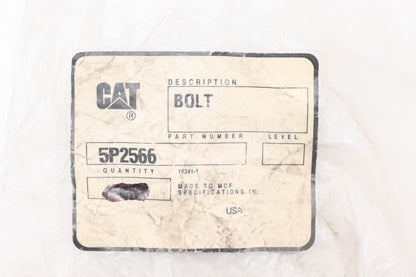 CAT
®
DESCRIPTION
BOLT
PART NUMBER LEVEL
5P2566
QUANTITY
MADE TO MCF
SPECIFICATIONS IN:
USA